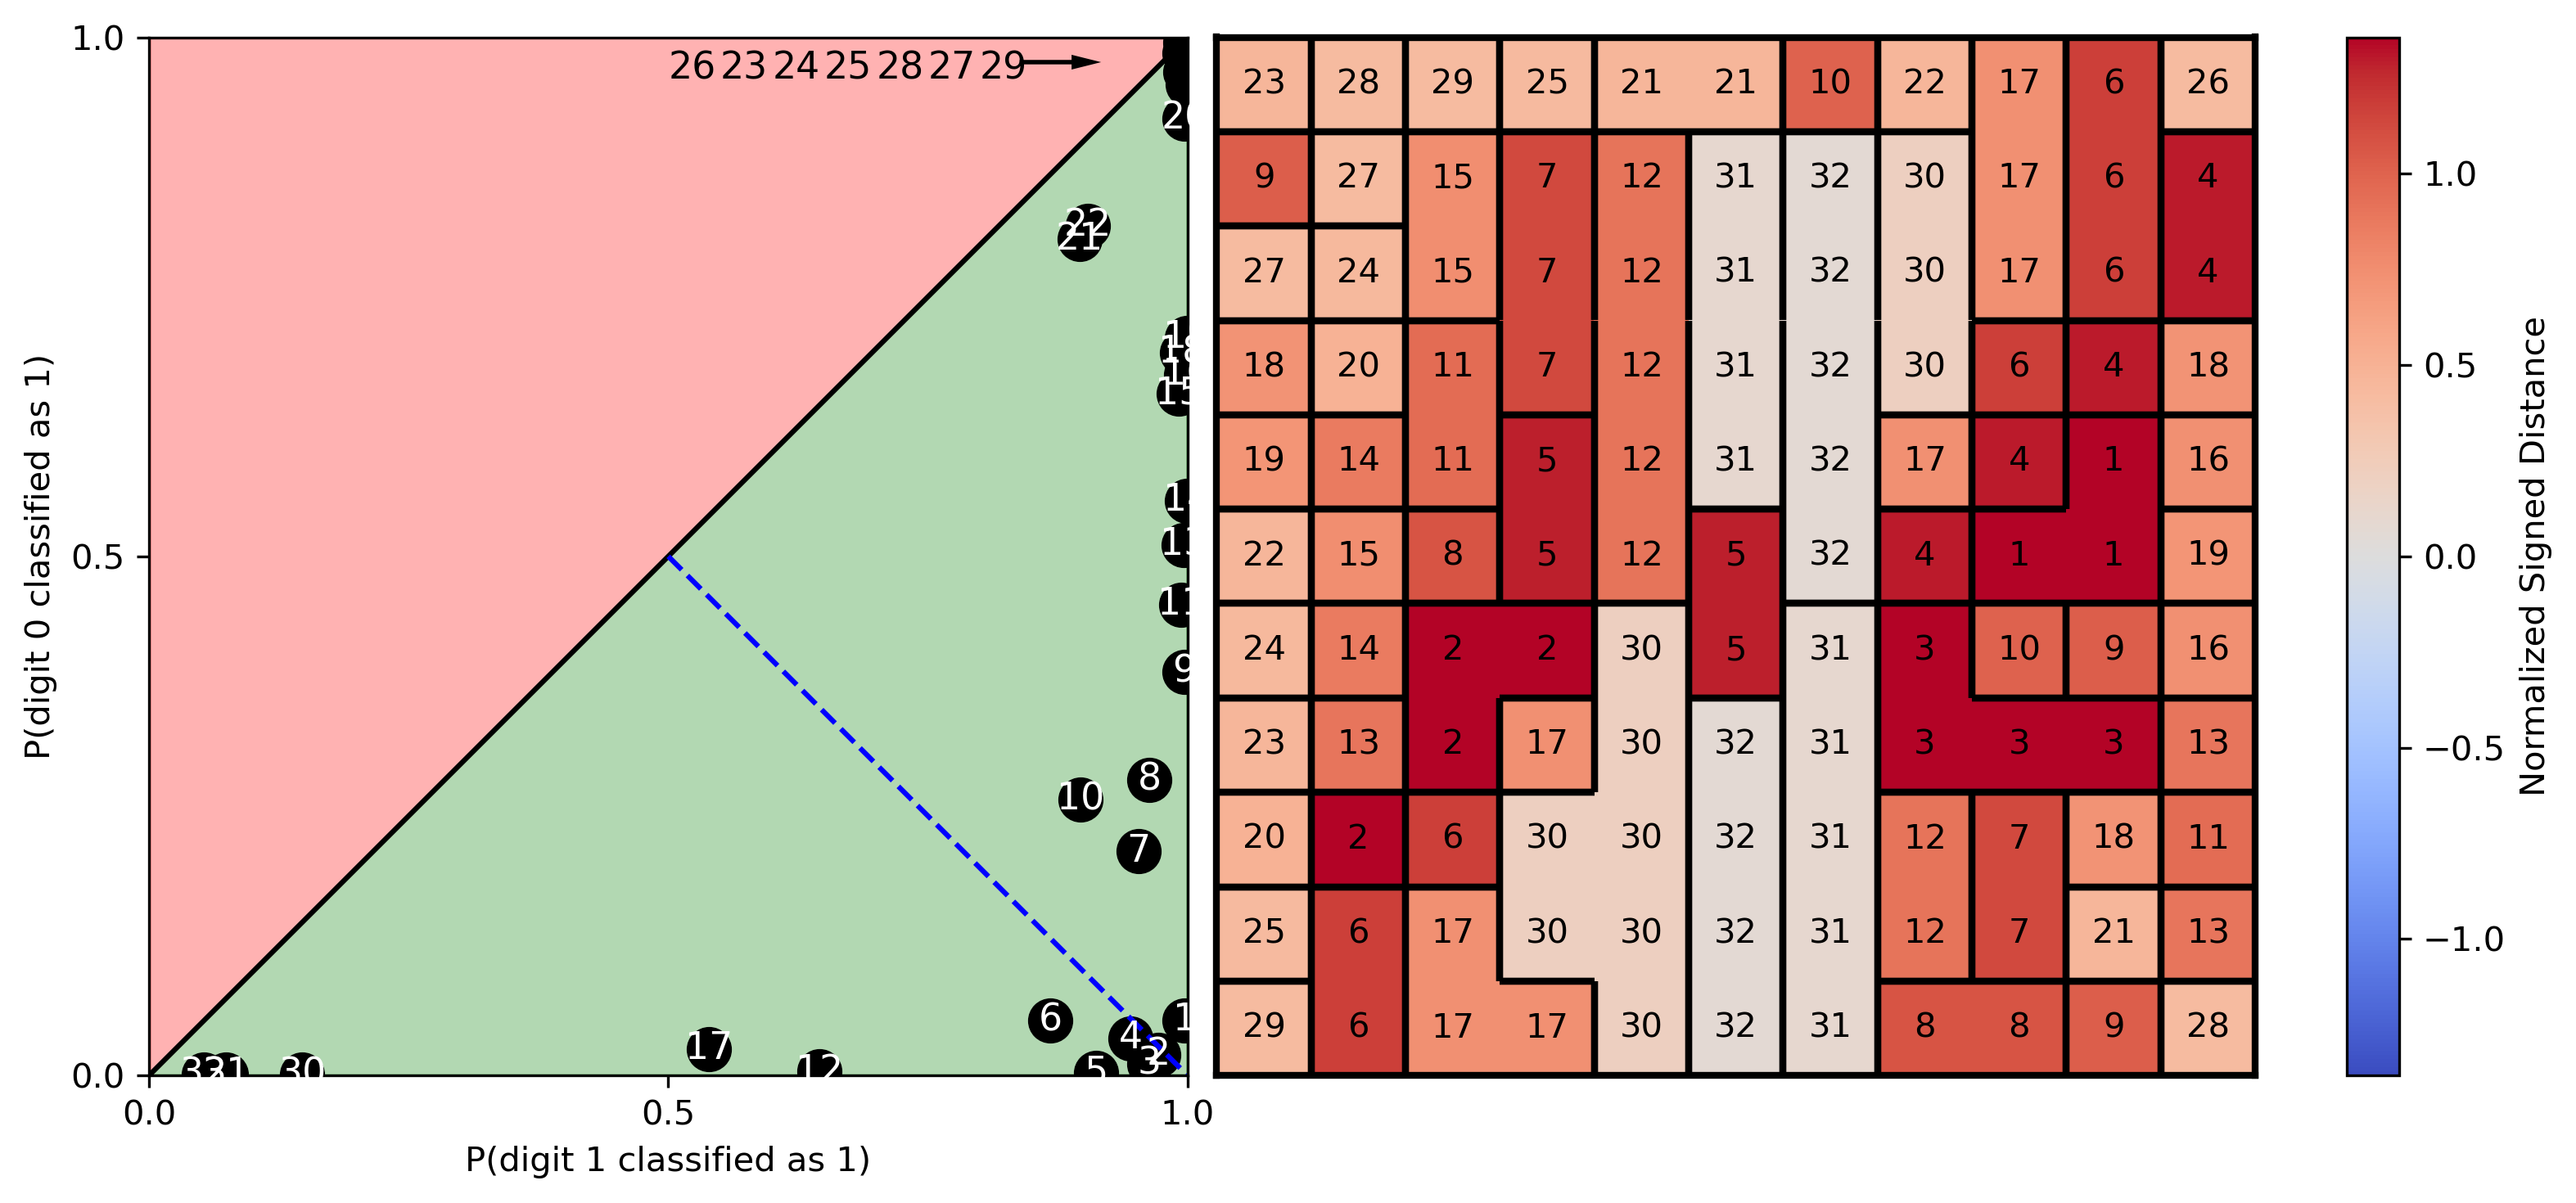 1.0
0.5
0.0
P(digit 0 classified as 1)
26 23 24 25 28 27 29
22
21
15
9
8
10
7
6
4
1
2
3
5
17
12
30
31
0.0 0.5 1.0
P(digit 1 classified as 1)
23 28 29 25 21 21 10 22 17 6 26
9 27 15 7 12 31 32 30 17 6 4
27 24 15 7 12 31 32 30 17 6 4
18 20 11 7 12 31 32 30 6 4 18
19 14 11 5 12 31 32 17 4 1 16
22 15 8 5 12 5 32 4 1 1 19
24 14 2 2 30 5 31 3 10 9 16
23 13 2 17 30 32 31 3 3 3 13
20 2 6 30 30 32 31 12 7 18 11
25 6 17 30 30 32 31 12 7 21 13
29 6 17 17 30 32 31 8 8 9 28
1.0
0.5
0.0
−0.5
−1.0
Normalized Signed Distance